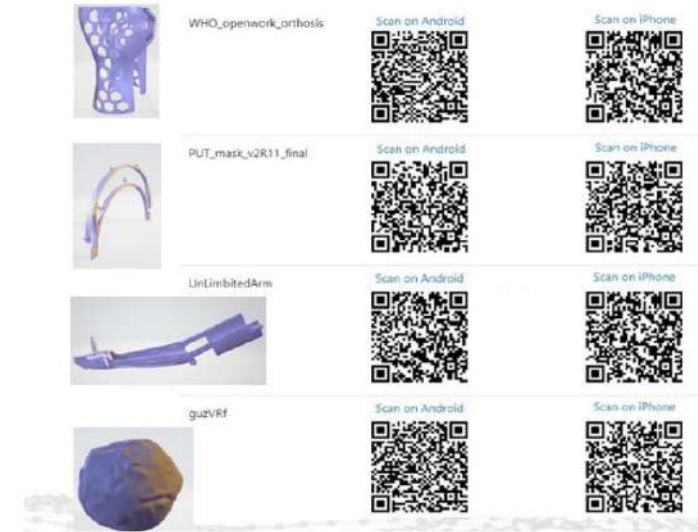 WHO_openwork_orthosis
Scan on Android
Scan on iPhone
PUT_mask_v2R11_final
Scan on Android
Scan on iPhone
UnLimbitedArm
Scan on Android
Scan on iPhone
guzVRf
Scan on Android
Scan on iPhone